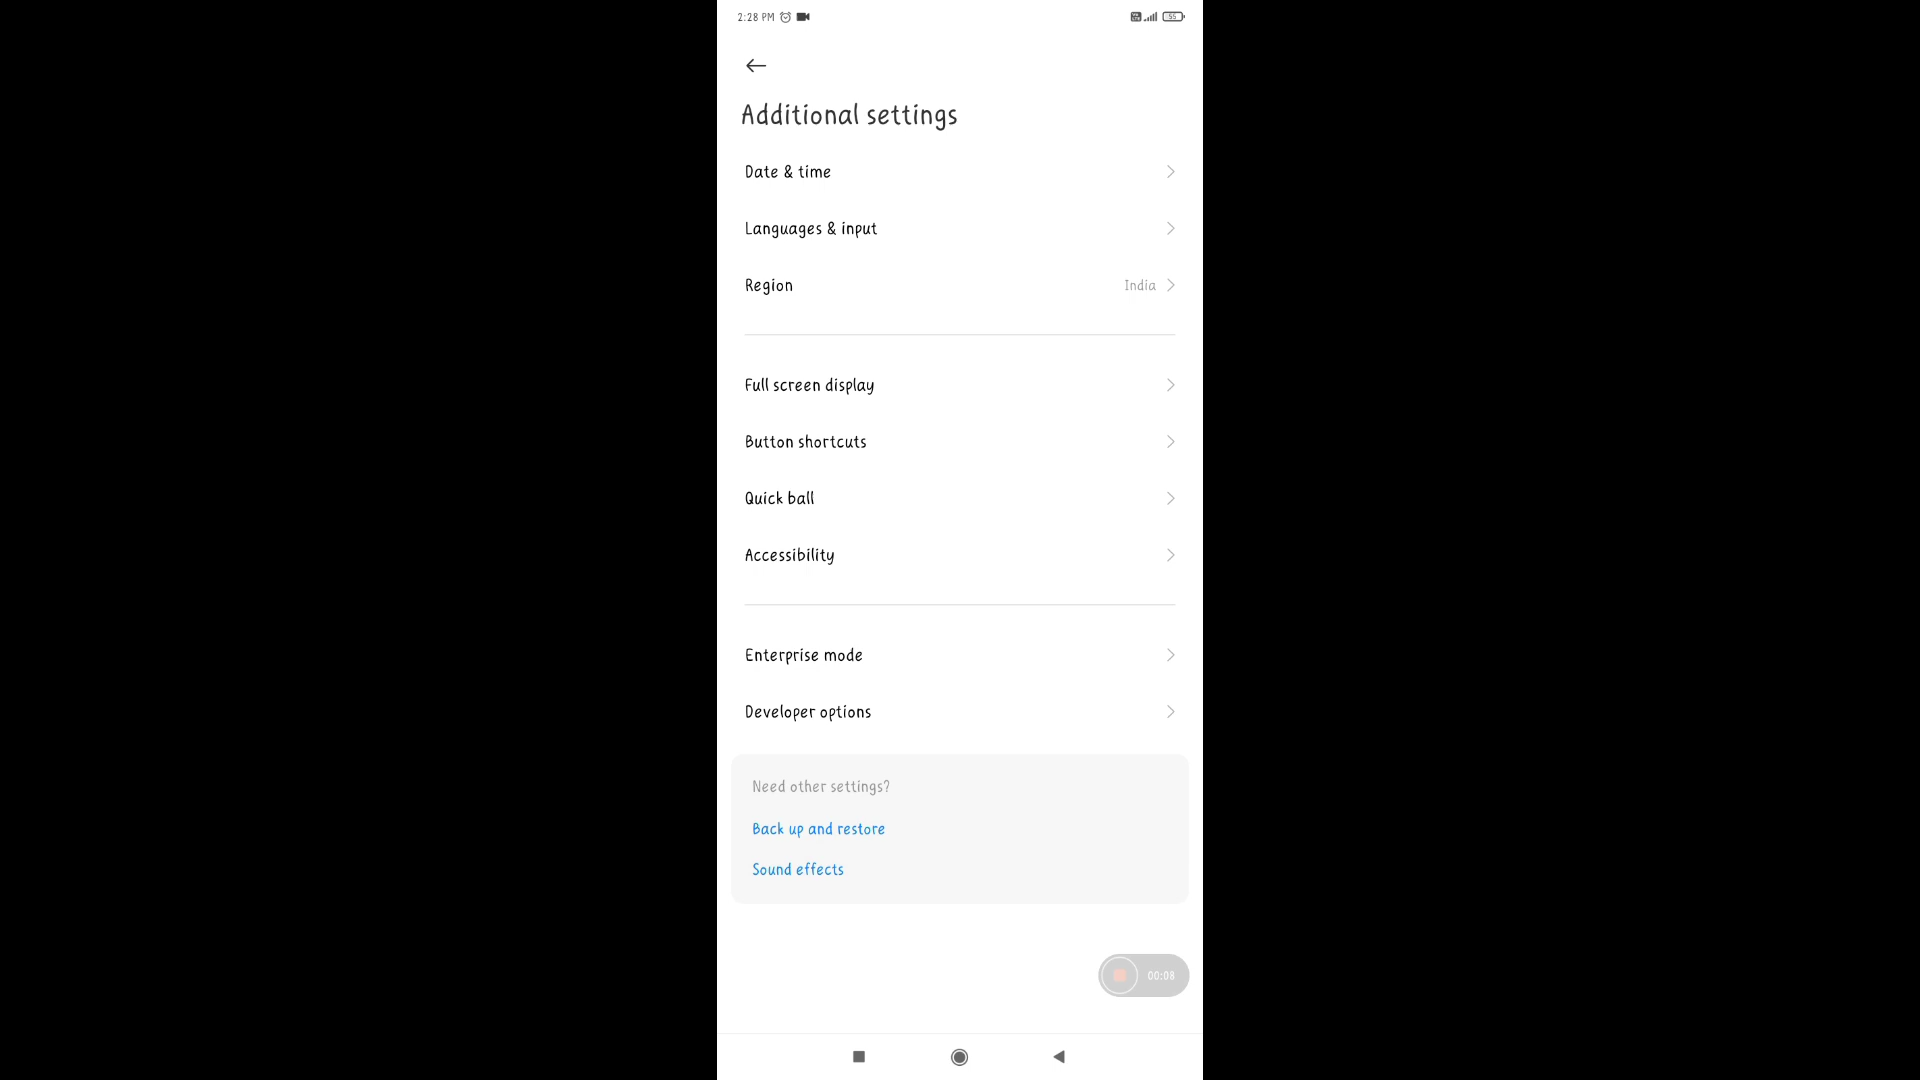 2:28 PM
55
Additional settings
Date & time
Languages & input
Region
India
Full screen display
Button shortcuts
Quick ball
Accessibility
Enterprise mode
Developer options
Need other settings?
Back up and restore
Sound effects
00:08